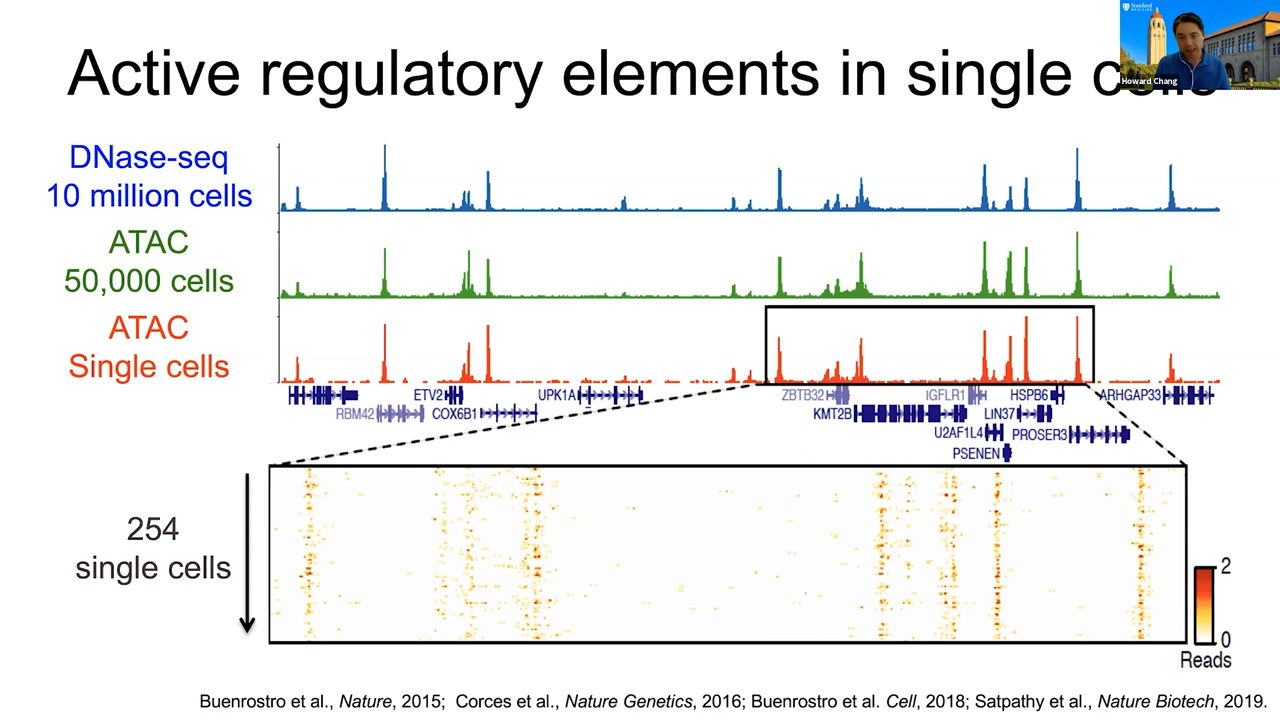 Stanford
MEDICINE
Howard Chang
Active regulatory elements in single
DNase-seq
10 million cells
ATAC
50,000 cells
ATAC
Single cells
RBM42
ETV2
COX6B1
UPK1A
ZBTB32
KMT2B
IGFLR1
U2AF1L4
PSENEN
LIN37
HSPB6
PROSER3
ARHGAP33
254
single cells
2
0
Reads
Buenrostro et al., Nature, 2015; Corces et al., Nature Genetics, 2016; Buenrostro et al. Cell, 2018; Satpathy et al., Nature Biotech, 2019.